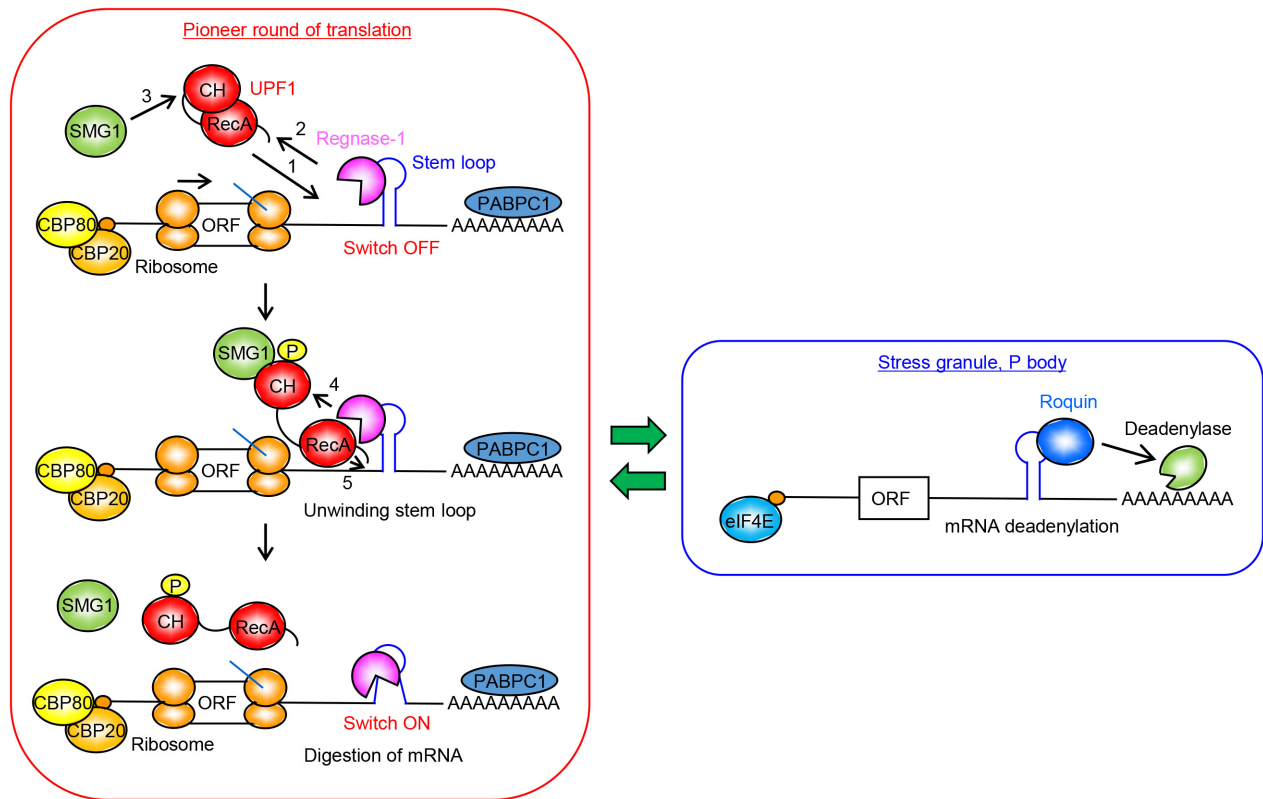 Pioneer round of translation
CH
UPF1
3
SMG1
RecA
2
Regnase-1
1
Stem loop
CBP80
ORF
PABPC1
AAAAAAAAA
CBP20
Ribosome
Switch OFF
SMG1
P
CH
4
RecA
CBP80
ORF
PABPC1
AAAAAAAAA
CBP20
5
Unwinding stem loop
P
SMG1
CH
RecA
CBP80
ORF
PABPC1
AAAAAAAAA
CBP20
Ribosome
Switch ON
Digestion of mRNA
Stress granule, P body
Roquin
Deadenylase
eIF4E
ORF
AAAAAAAAA
mRNA deadenylation